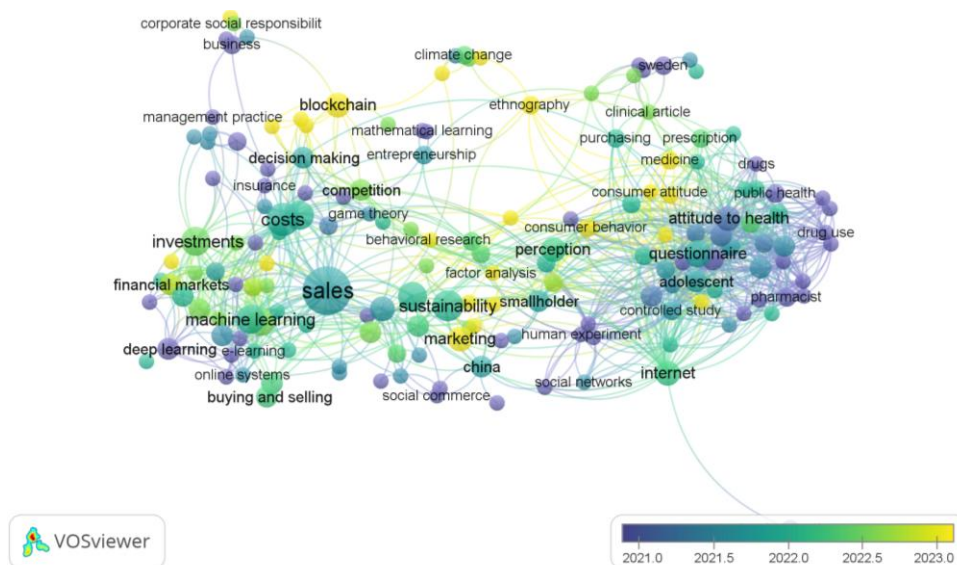 corporate social responsibilit
business
climate change
sweden
blockchain
ethnography
clinical article
management practice
mathematical learning
purchasing
prescription
decision making
entrepreneurship
medicine
drugs
insurance
competition
consumer attitude
public health
costs
game theory
attitude to health
investments
behavioral research
consumer behavior
drug use
perception
questionnaire
factor analysis
financial markets
adolescent
sales
sustainability
smallholder
pharmacist
controlled study
machine learning
marketing
human experiment
deep learning
e-learning
china
internet
online systems
social networks
buying and selling
social commerce
VOSviewer
2021.0 2021.5 2022.0 2022.5 2023.0